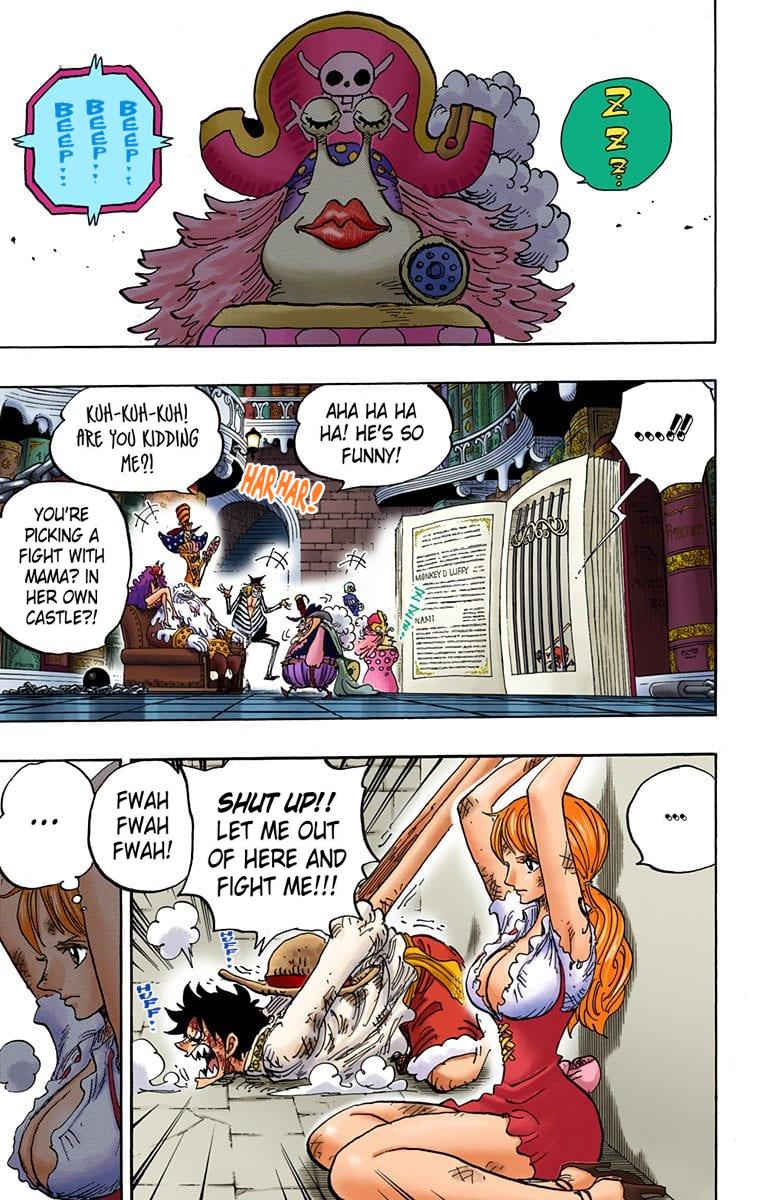 ZZZ...
BEEP...
BEEP...
BEEP...
...!!
AHA HA HA
HA! HE'S SO
FUNNY!
HAR HAR!
KUH-KUH-KUH!
ARE YOU KIDDING
ME?!
YOU'RE
PICKING A
FIGHT WITH
MAMA? IN
HER OWN
CASTLE?!
MONKEY D LUFFY
NAMI
Prisoner
...
SHUT UP!!
LET ME OUT
OF HERE AND
FIGHT ME!!!
HUFF..
HUFF..
FWAH
FWAH
FWAH!
...